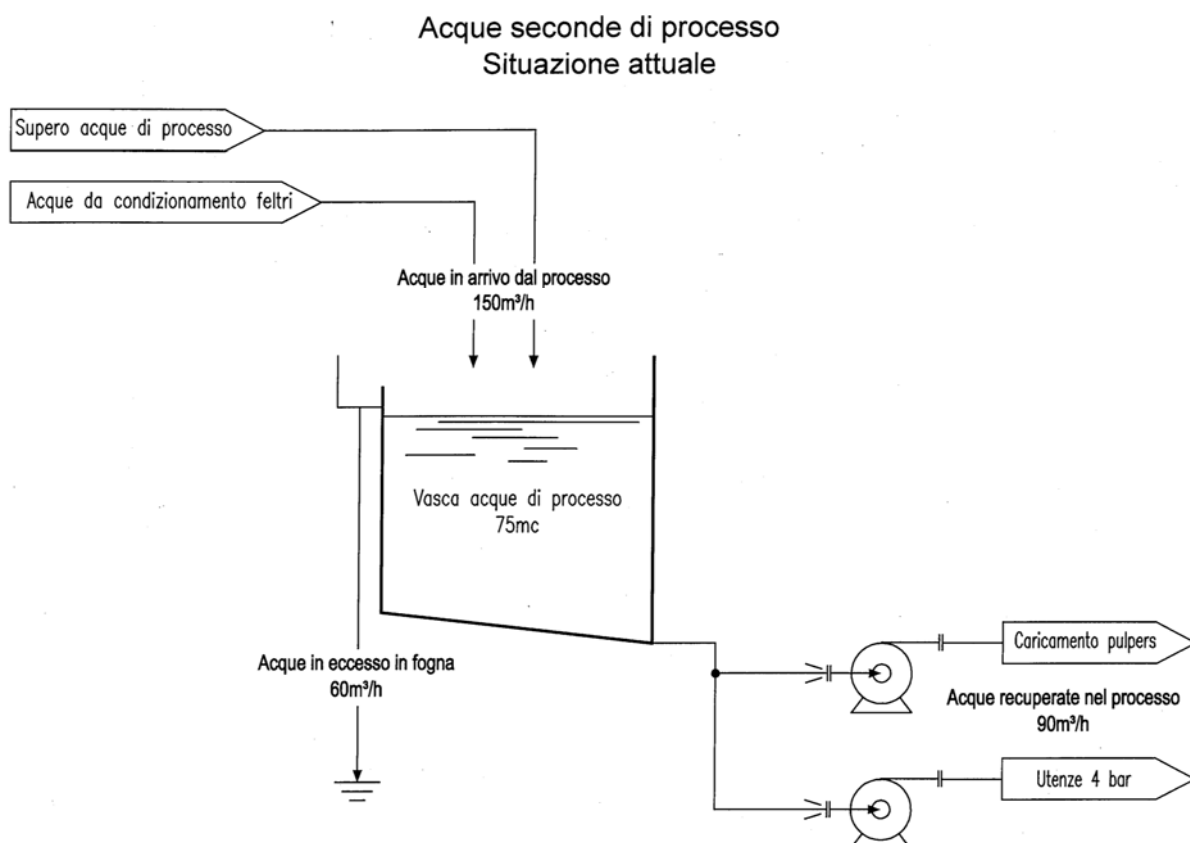 Acque seconde di processo
Situazione attuale
Supero acque di processo
Acque da condizionamento feltri
Acque in arrivo dal processo
150m³/h
Vasca acque di processo
75mc
Acque in eccesso in fogna
60m³/h
Caricamento pulpers
Acque recuperate nel processo
90m³/h
Utenze 4 bar